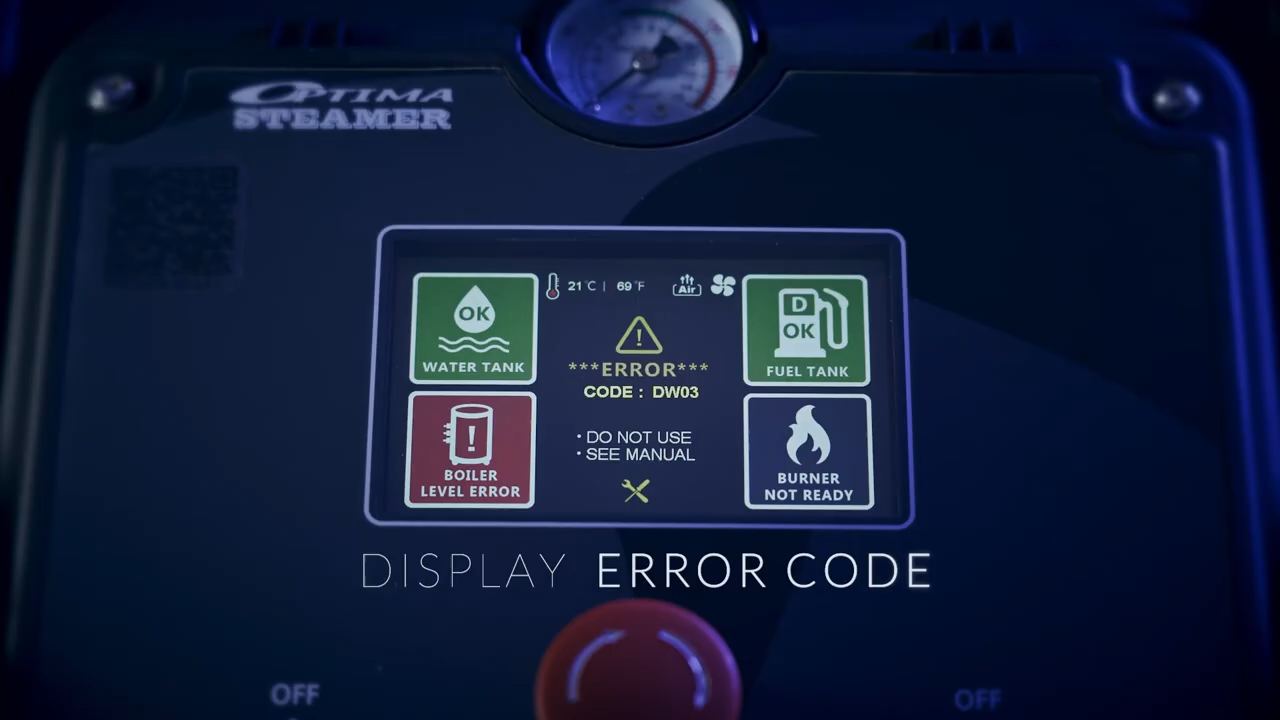 OPTIMA
STEAMER
21°C | 69°F
Air
OK
WATER TANK
D
OK
FUEL TANK
!
***ERROR***
CODE : DW03
• DO NOT USE
• SEE MANUAL
!
BOILER
LEVEL ERROR
BURNER
NOT READY
DISPLAY ERROR CODE
OFF
OFF